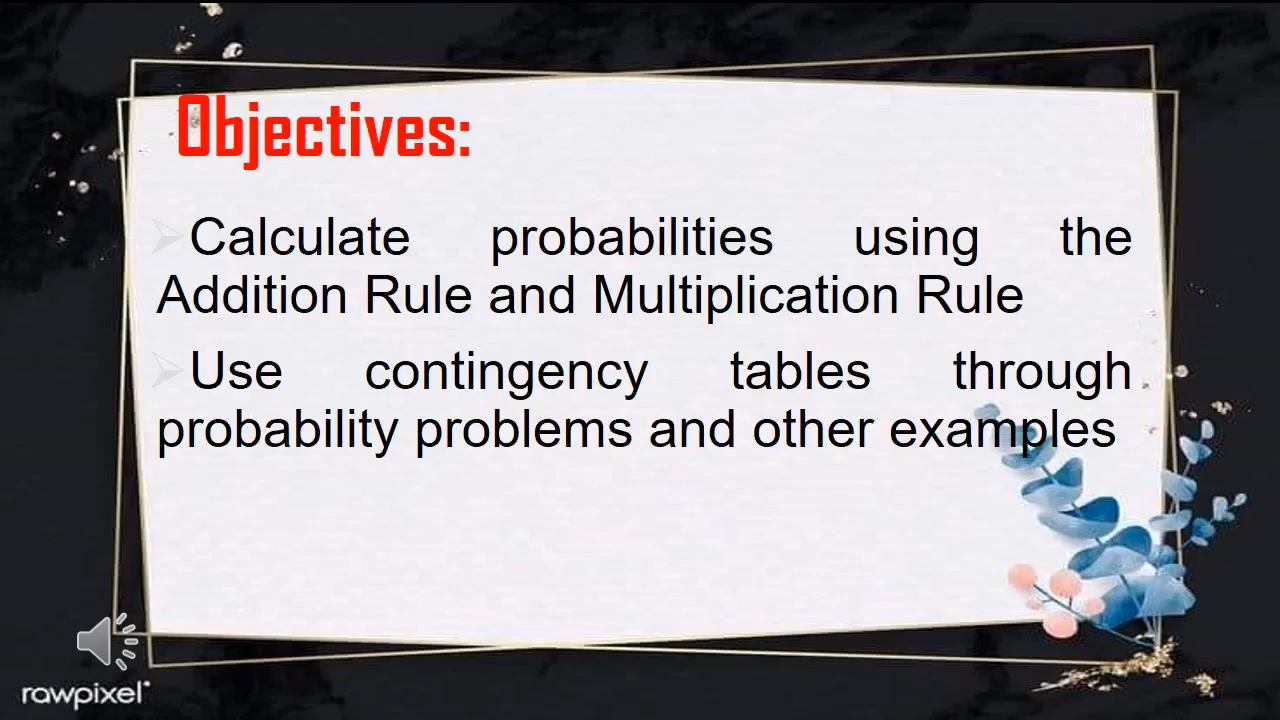 Objectives:
Calculate probabilities using the
Addition Rule and Multiplication Rule
Use contingency tables through
probability problems and other examples
rawpixel